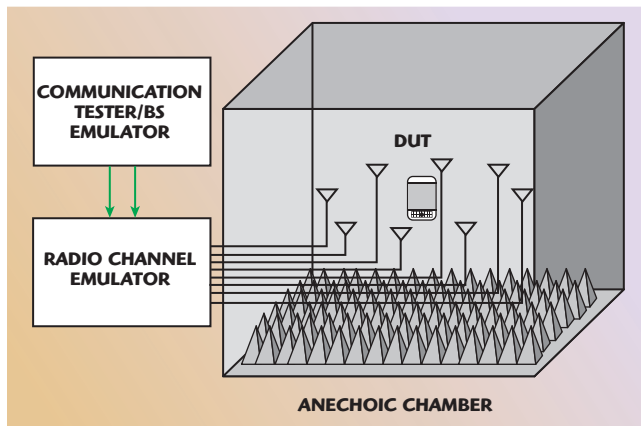 COMMUNICATION
TESTER/BS
EMULATOR
RADIO CHANNEL
EMULATOR
DUT
ANECHOIC CHAMBER